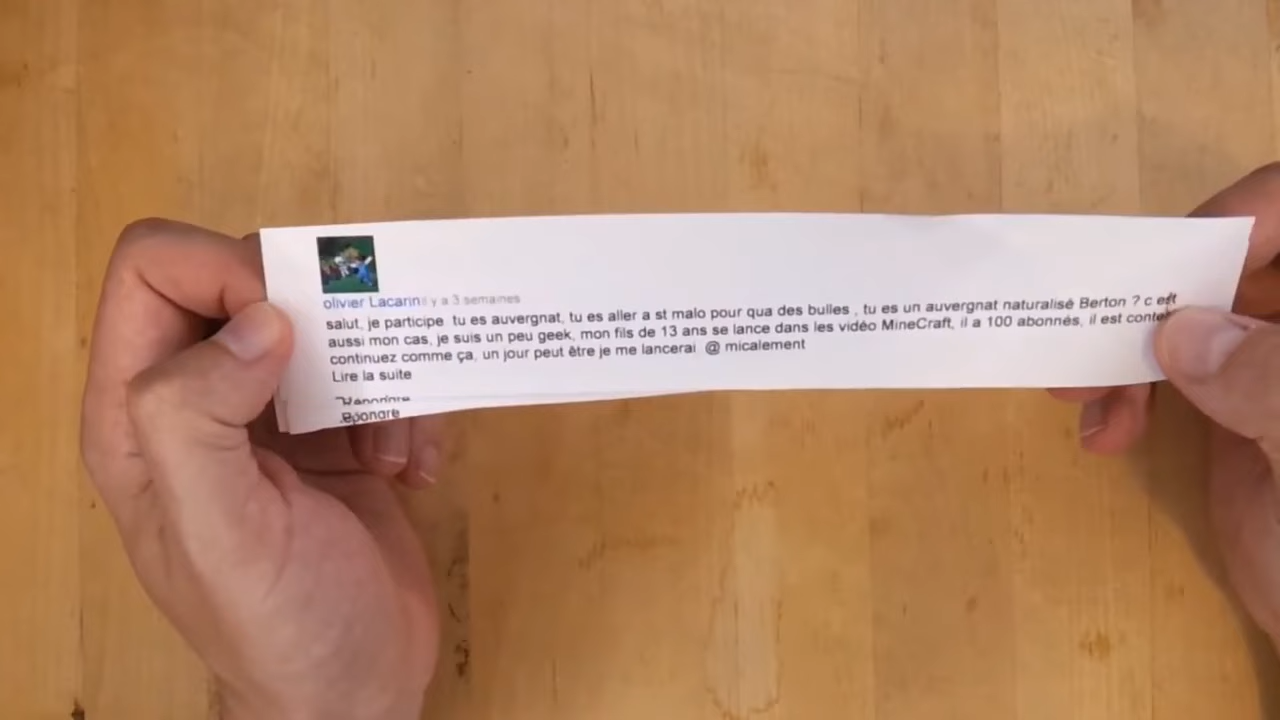 olivier Lacarin il y a 3 semaines
salut, je participe tu es auvergnat, tu es aller a st malo pour qua des bulles , tu es un auvergnat naturalisé Berton ? c est
aussi mon cas, je suis un peu geek, mon fils de 13 ans se lance dans les vidéo MineCraft, il a 100 abonnés, il est
continuez comme ça, un jour peut être je me lancerai @ micalement
Lire la suite